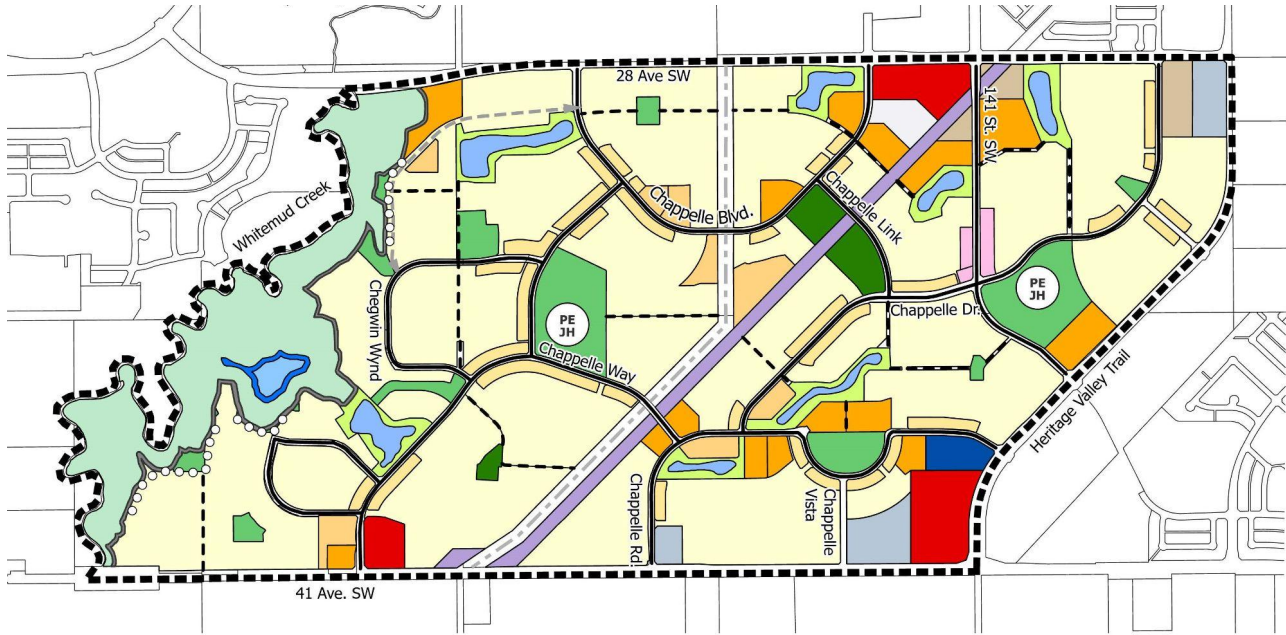 28 Ave SW
141 St. SW
Whitemud Creek
Chappelle Blvd.
Chappelle Link
Chegwin Wynd
PE
JH
Chappelle Dr.
PE
JH
Chappelle Way
Heritage Valley Trail
Chappelle Rd.
Chappelle
Vista
41 Ave. SW